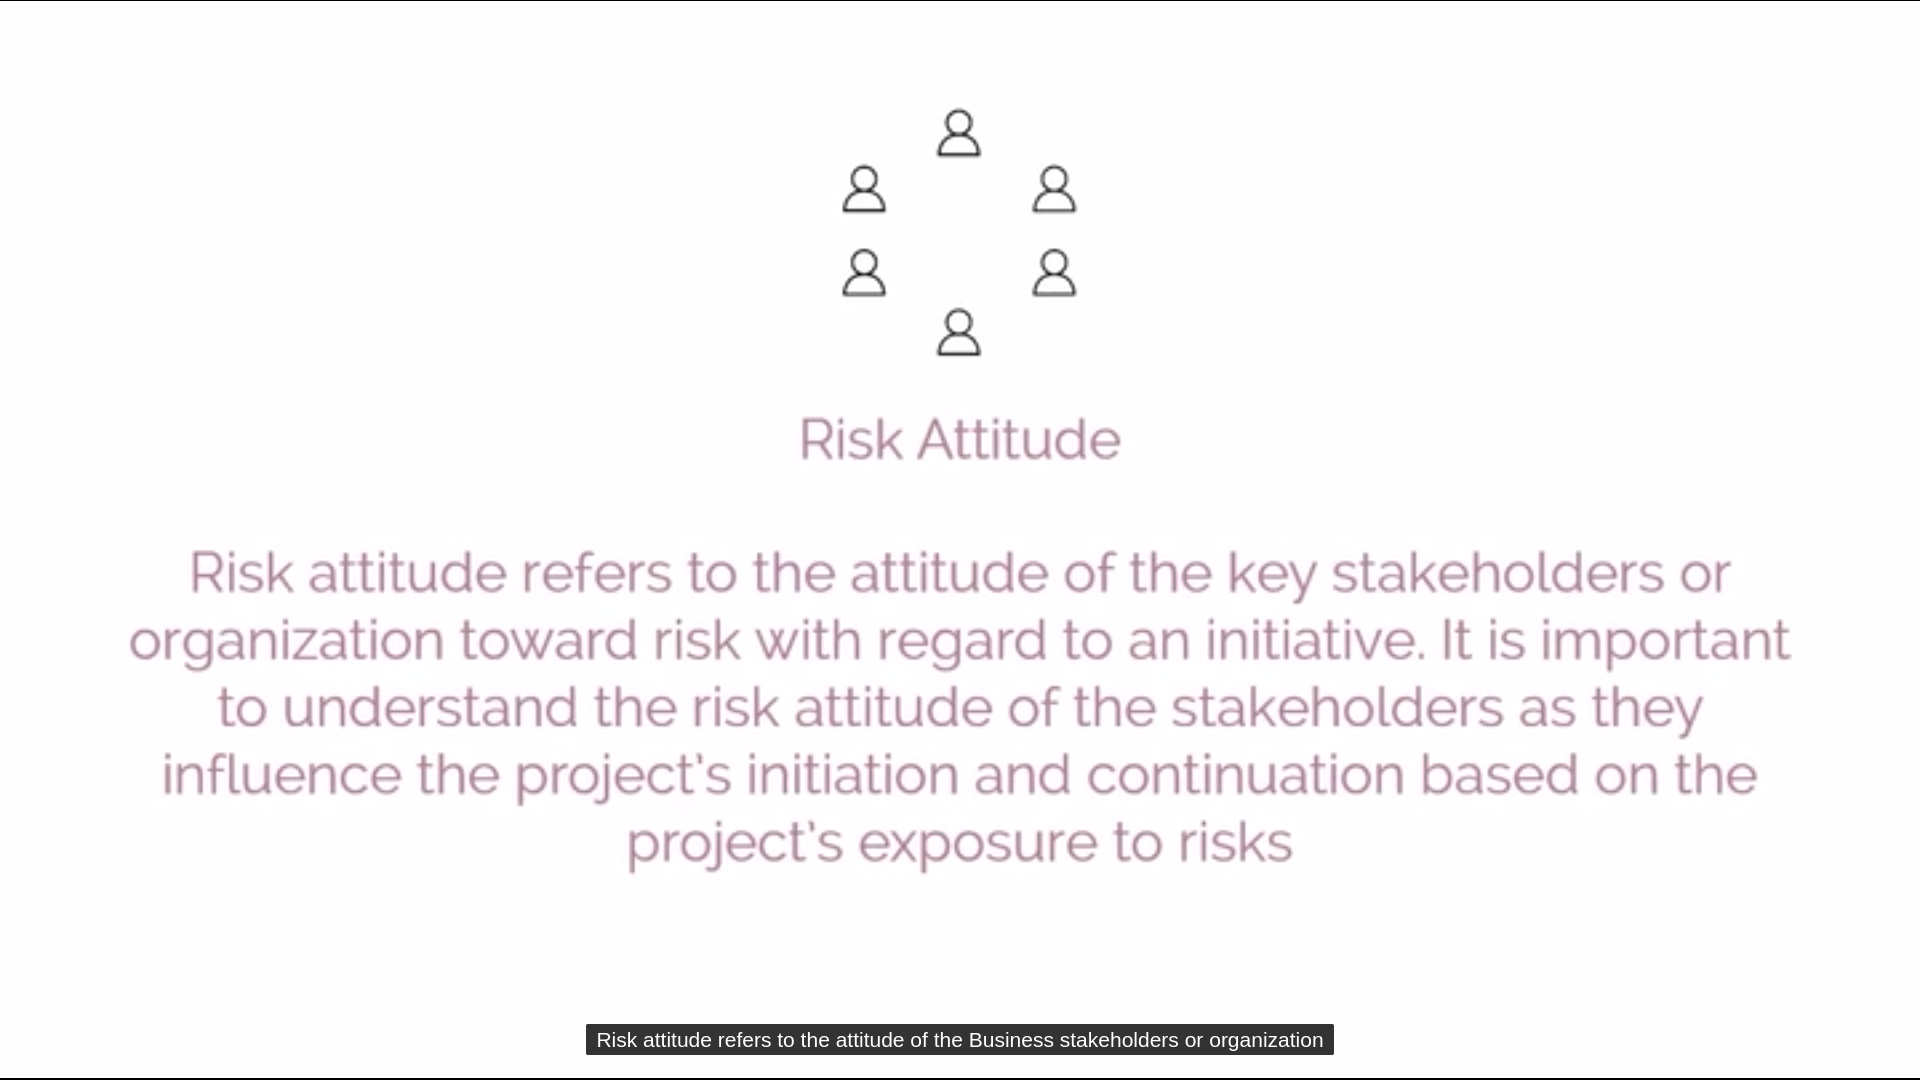 Risk Attitude
Risk attitude refers to the attitude of the key stakeholders or
organization toward risk with regard to an initiative. It is important
to understand the risk attitude of the stakeholders as they
influence the project's initiation and continuation based on the
project's exposure to risks
Risk attitude refers to the attitude of the Business stakeholders or organization